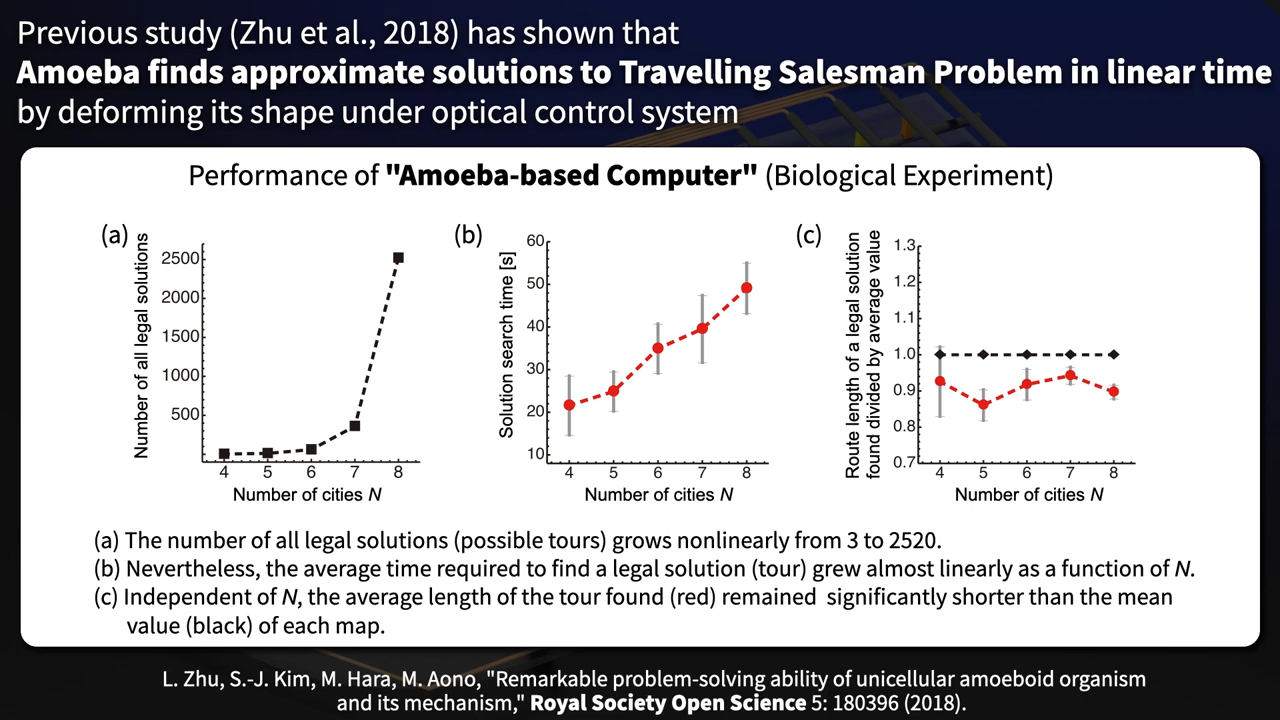 Previous study (Zhu et al., 2018) has shown that
Amoeba finds approximate solutions to Travelling Salesman Problem in linear time
by deforming its shape under optical control system
Performance of "Amoeba-based Computer" (Biological Experiment)
(a)
Number of all legal solutions
2500
2000
1500
1000
500
4 5 6 7 8
Number of cities N
(b)
Solution search time [s]
60
50
40
30
20
10
4 5 6 7 8
Number of cities N
(c)
Route length of a legal solution
found divided by average value
1.3
1.2
1.1
1.0
0.9
0.8
0.7
4 5 6 7 8
Number of cities N
(a) The number of all legal solutions (possible tours) grows nonlinearly from 3 to 2520.
(b) Nevertheless, the average time required to find a legal solution (tour) grew almost linearly as a function of N.
(c) Independent of N, the average length of the tour found (red) remained significantly shorter than the mean
value (black) of each map.
L. Zhu, S.-J. Kim, M. Hara, M. Aono, "Remarkable problem-solving ability of unicellular amoeboid organism
and its mechanism," Royal Society Open Science 5: 180396 (2018).